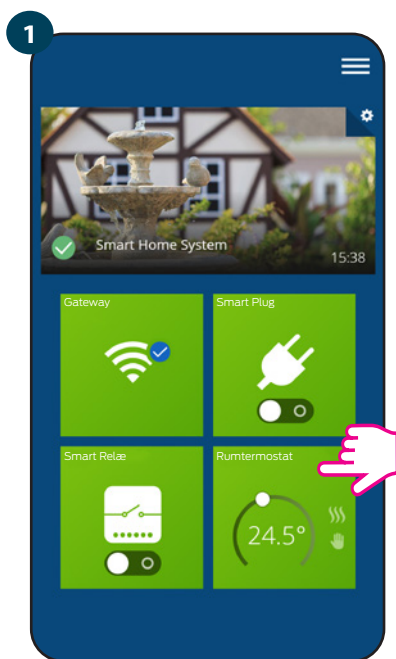 1
Smart Home System
15:38
Gateway
Smart Plug
Smart Relæ
Rumtermostat
24.5°